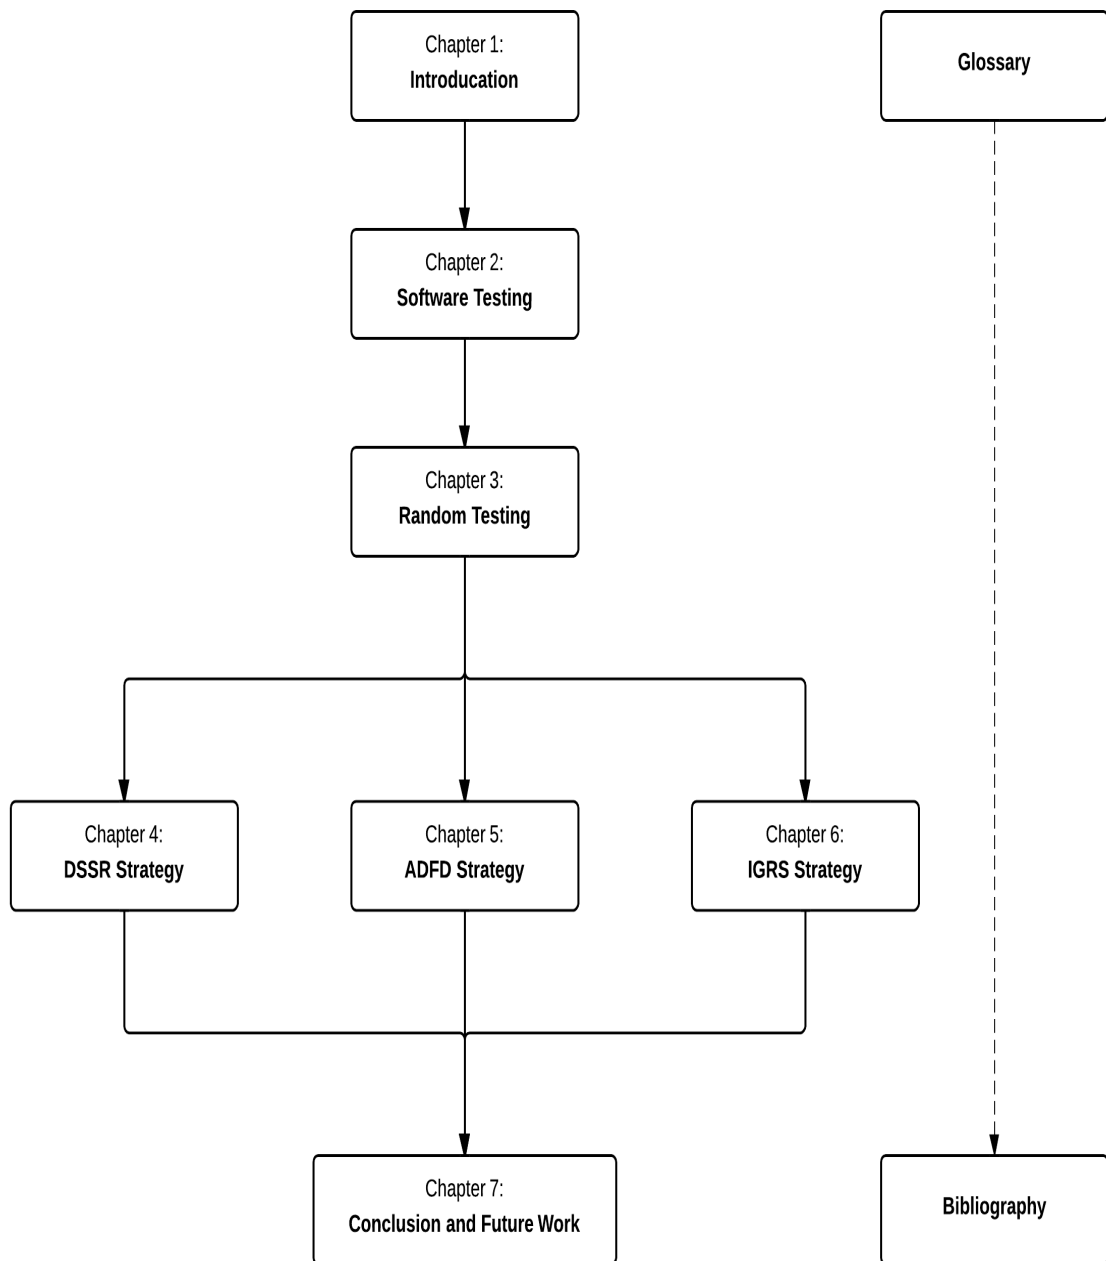 Chapter 1:
Introducation
Glossary
Chapter 2:
Software Testing
Chapter 3:
Random Testing
Chapter 4:
DSSR Strategy
Chapter 5:
ADFD Strategy
Chapter 6:
IGRS Strategy
Chapter 7:
Conclusion and Future Work
Bibliography